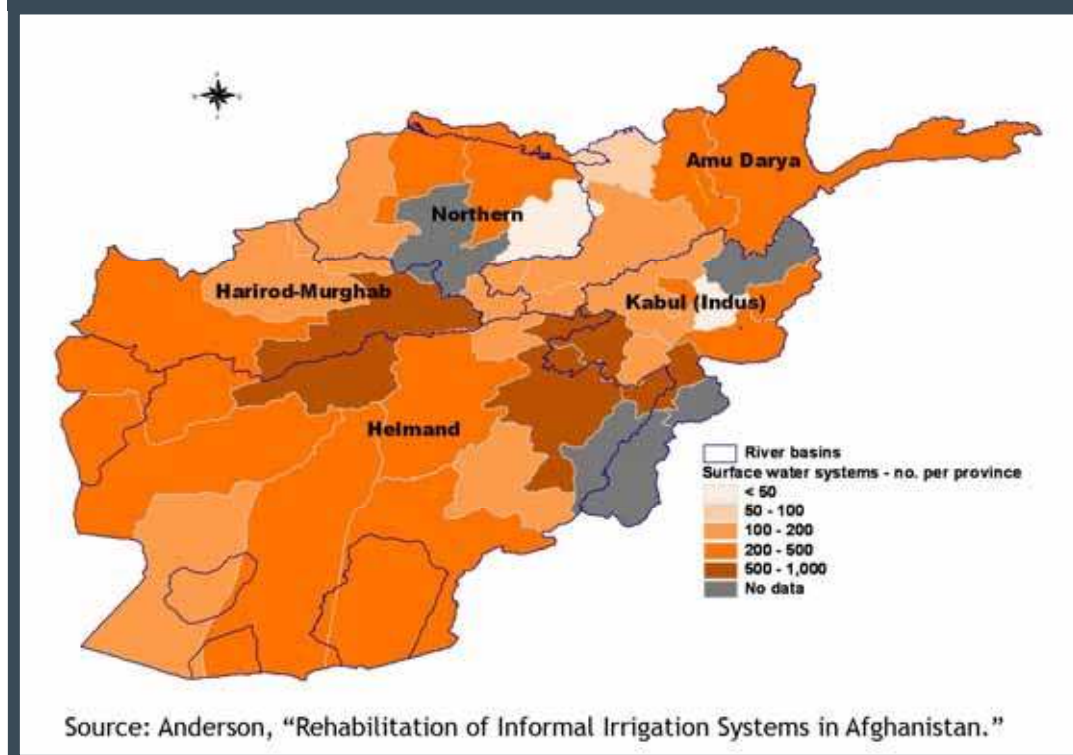 Amu Darya
Northern
Harirod-Murghab
Kabul (Indus)
Helmand
River basins
Surface water systems - no. per province
< 50
50 - 100
100 - 200
200 - 500
500 - 1,000
No data
Source: Anderson, “Rehabilitation of Informal Irrigation Systems in Afghanistan.”